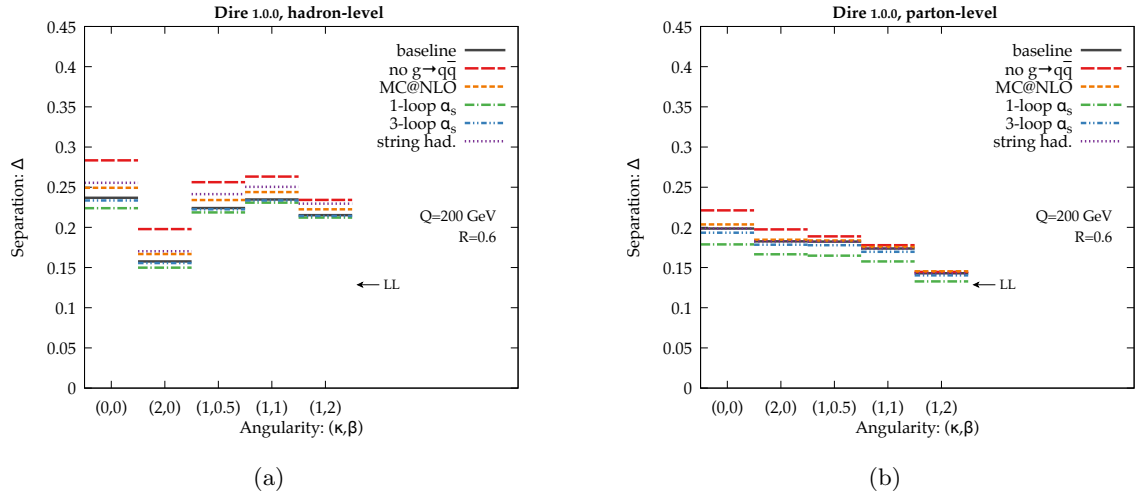 Dire 1.0.0, hadron-level
Separation: Δ
0.45
0.4
0.35
0.3
0.25
0.2
0.15
0.1
0.05
0
baseline
no g→qq̅
MC@NLO
1-loop αs
3-loop αs
string had.
Q=200 GeV
R=0.6
LL
(0,0) (2,0) (1,0.5) (1,1) (1,2)
Angularity: (κ,β)
(a)
Dire 1.0.0, parton-level
Separation: Δ
0.45
0.4
0.35
0.3
0.25
0.2
0.15
0.1
0.05
0
baseline
no g→qq̅
MC@NLO
1-loop αs
3-loop αs
string had.
Q=200 GeV
R=0.6
LL
(0,0) (2,0) (1,0.5) (1,1) (1,2)
Angularity: (κ,β)
(b)